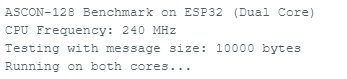 ASCON-128 Benchmark on ESP32 (Dual Core)
CPU Frequency: 240 MHz
Testing with message size: 10000 bytes
Running on both cores...